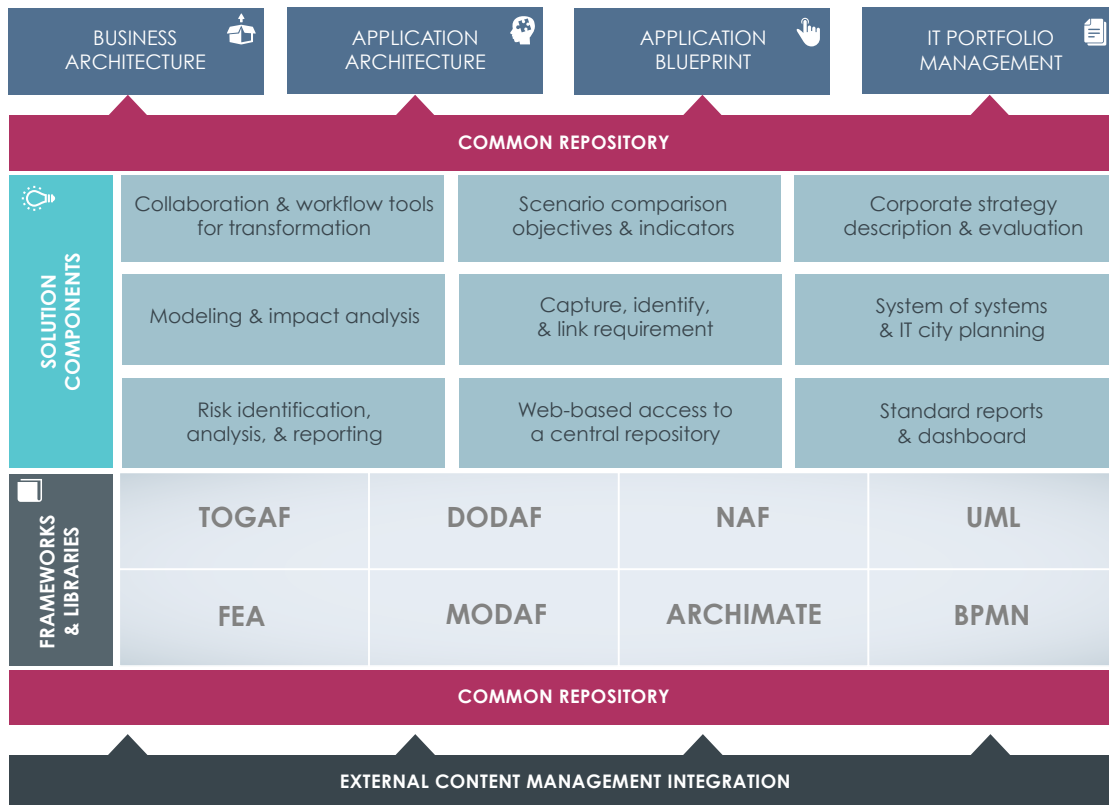 BUSINESS
ARCHITECTURE
APPLICATION
ARCHITECTURE
APPLICATION
BLUEPRINT
IT PORTFOLIO
MANAGEMENT
COMMON REPOSITORY
SOLUTION
COMPONENTS
Collaboration & workflow tools
for transformation
Scenario comparison
objectives & indicators
Corporate strategy
description & evaluation
Modeling & impact analysis
Capture, identify,
& link requirement
System of systems
& IT city planning
Risk identification,
analysis, & reporting
Web-based access to
a central repository
Standard reports
& dashboard
FRAMEWORKS
& LIBRARIES
TOGAF
DODAF
NAF
UML
FEA
MODAF
ARCHIMATE
BPMN
COMMON REPOSITORY
EXTERNAL CONTENT MANAGEMENT INTEGRATION